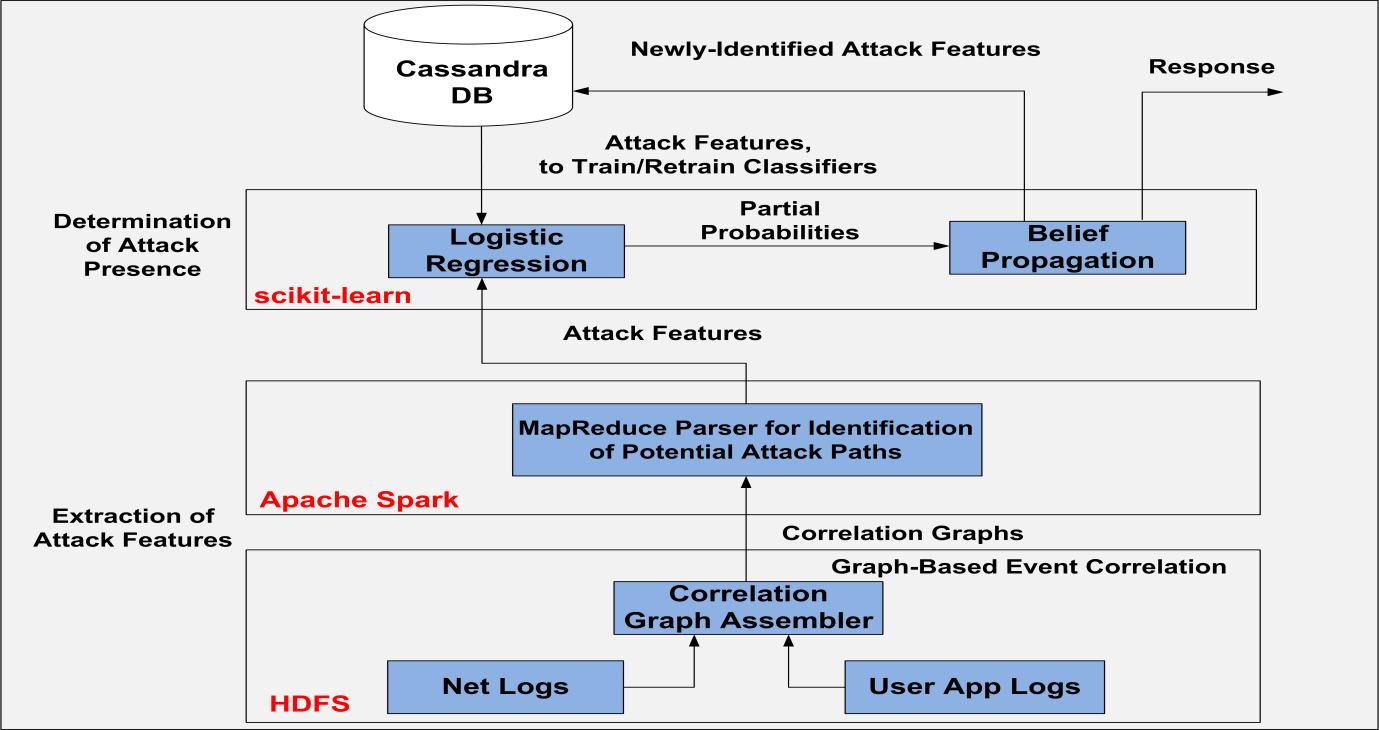 Cassandra
DB
Newly-Identified Attack Features
Response
Attack Features,
to Train/Retrain Classifiers
Determination
of Attack
Presence
Logistic
Regression
Partial
Probabilities
Belief
Propagation
scikit-learn
Attack Features
MapReduce Parser for Identification
of Potential Attack Paths
Apache Spark
Extraction of
Attack Features
Correlation Graphs
Graph-Based Event Correlation
Correlation
Graph Assembler
Net Logs
User App Logs
HDFS